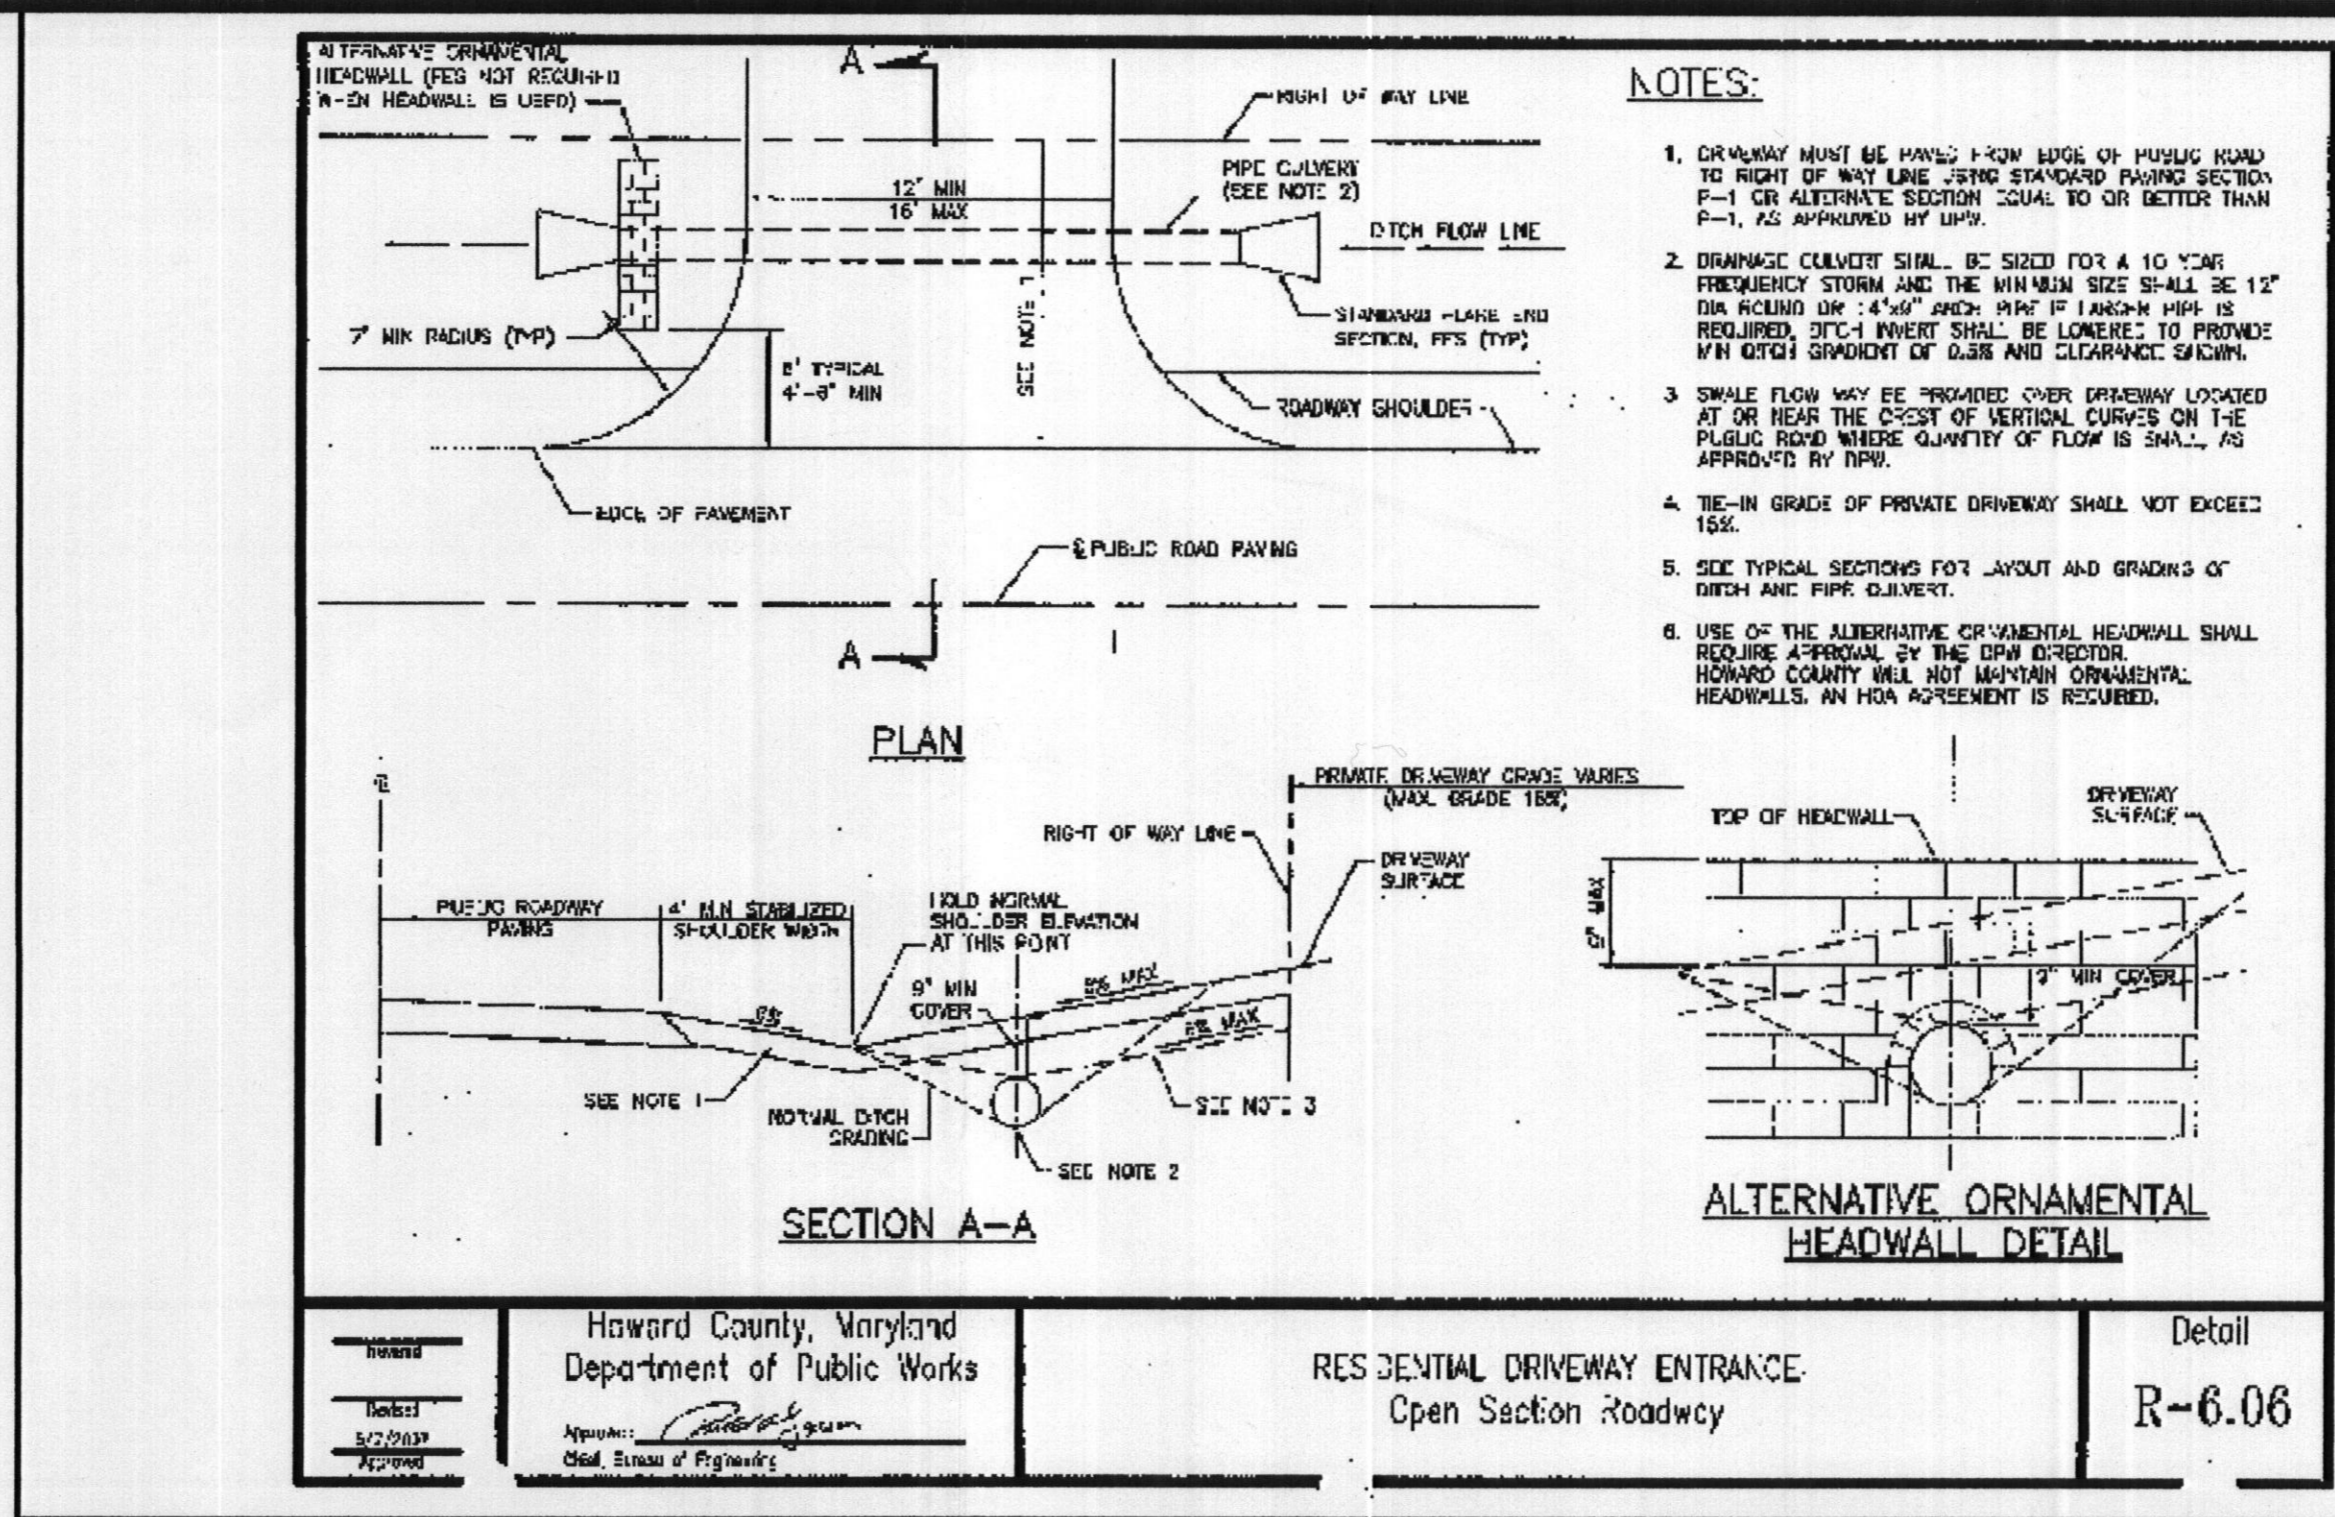 ALTERNATIVE ORNAMENTAL
HEADWALL (FES NOT REQUIRED
WHEN HEADWALL IS USED)
A
RIGHT OF WAY LINE
12' MIN
16' MAX
PIPE CULVERT
(SEE NOTE 2)
DITCH FLOW LINE
7' MIN RADIUS (TYP)
SEE NOTE 1
STANDARD FLARE END
SECTION, FES (TYP)
TYPICAL
MIN
ROADWAY SHOULDER
EDGE OF PAVEMENT
℄ PUBLIC ROAD PAVING
A
PLAN
NOTES:
1. DRIVEWAY MUST BE PAVED FROM EDGE OF PUBLIC ROAD
TO RIGHT OF WAY LINE USING STANDARD PAVING SECTION
P-1 OR ALTERNATE SECTION EQUAL TO OR BETTER THAN
P-1, AS APPROVED BY DPW.
2. DRAINAGE CULVERT SHALL BE SIZED FOR A 10 YEAR
FREQUENCY STORM AND THE MINIMUM SIZE SHALL BE 12"
DIA ROUND OR 14"x9" ARCH PIPE IF LARGER PIPE IS
REQUIRED, DITCH INVERT SHALL BE LOWERED TO PROVIDE
MIN DITCH GRADIENT OF 0.5% AND CLEARANCE SHOWN.
3. SWALE FLOW MAY BE PROVIDED OVER DRIVEWAY LOCATED
AT OR NEAR THE CREST OF VERTICAL CURVES ON THE
PUBLIC ROAD WHERE QUANTITY OF FLOW IS SMALL, AS
APPROVED BY DPW.
4. TIE-IN GRADE OF PRIVATE DRIVEWAY SHALL NOT EXCEED
15%.
5. SEE TYPICAL SECTIONS FOR LAYOUT AND GRADING OF
DITCH AND PIPE CULVERT.
6. USE OF THE ALTERNATIVE ORNAMENTAL HEADWALL SHALL
REQUIRE APPROVAL BY THE DPW DIRECTOR.
HOWARD COUNTY WILL NOT MAINTAIN ORNAMENTAL
HEADWALLS. AN HOA AGREEMENT IS REQUIRED.
℄
PRIVATE DRIVEWAY GRADE VARIES
(MAX. GRADE 15%)
RIGHT OF WAY LINE
DRIVEWAY
SURFACE
PUBLIC ROADWAY
PAVING
4' MIN STABILIZED
SHOULDER WIDTH
HOLD NORMAL
SHOULDER ELEVATION
AT THIS POINT
9" MIN
COVER
MAX
MAX
SEE NOTE 1
NORMAL DITCH
GRADING
SEE NOTE 3
SEE NOTE 2
SECTION A-A
TOP OF HEADWALL
DRIVEWAY
SURFACE
MAX
MIN COVER
ALTERNATIVE ORNAMENTAL
HEADWALL DETAIL
Revised
Approved
Howard County, Maryland
Department of Public Works
Approved:
Chief, Bureau of Engineering
RESIDENTIAL DRIVEWAY ENTRANCE
Open Section Roadway
Detail
R-6.06